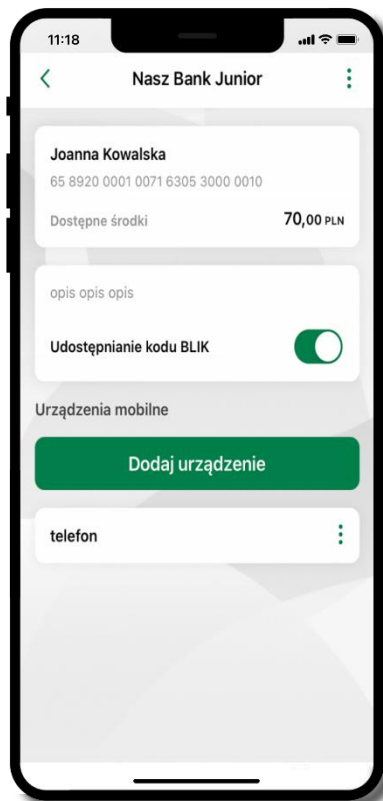 11:18
Nasz Bank Junior
Joanna Kowalska
65 8920 0001 0071 6305 3000 0010
Dostępne środki 70,00 PLN
opis opis opis
Udostępnianie kodu BLIK
Urządzenia mobilne
Dodaj urządzenie
telefon